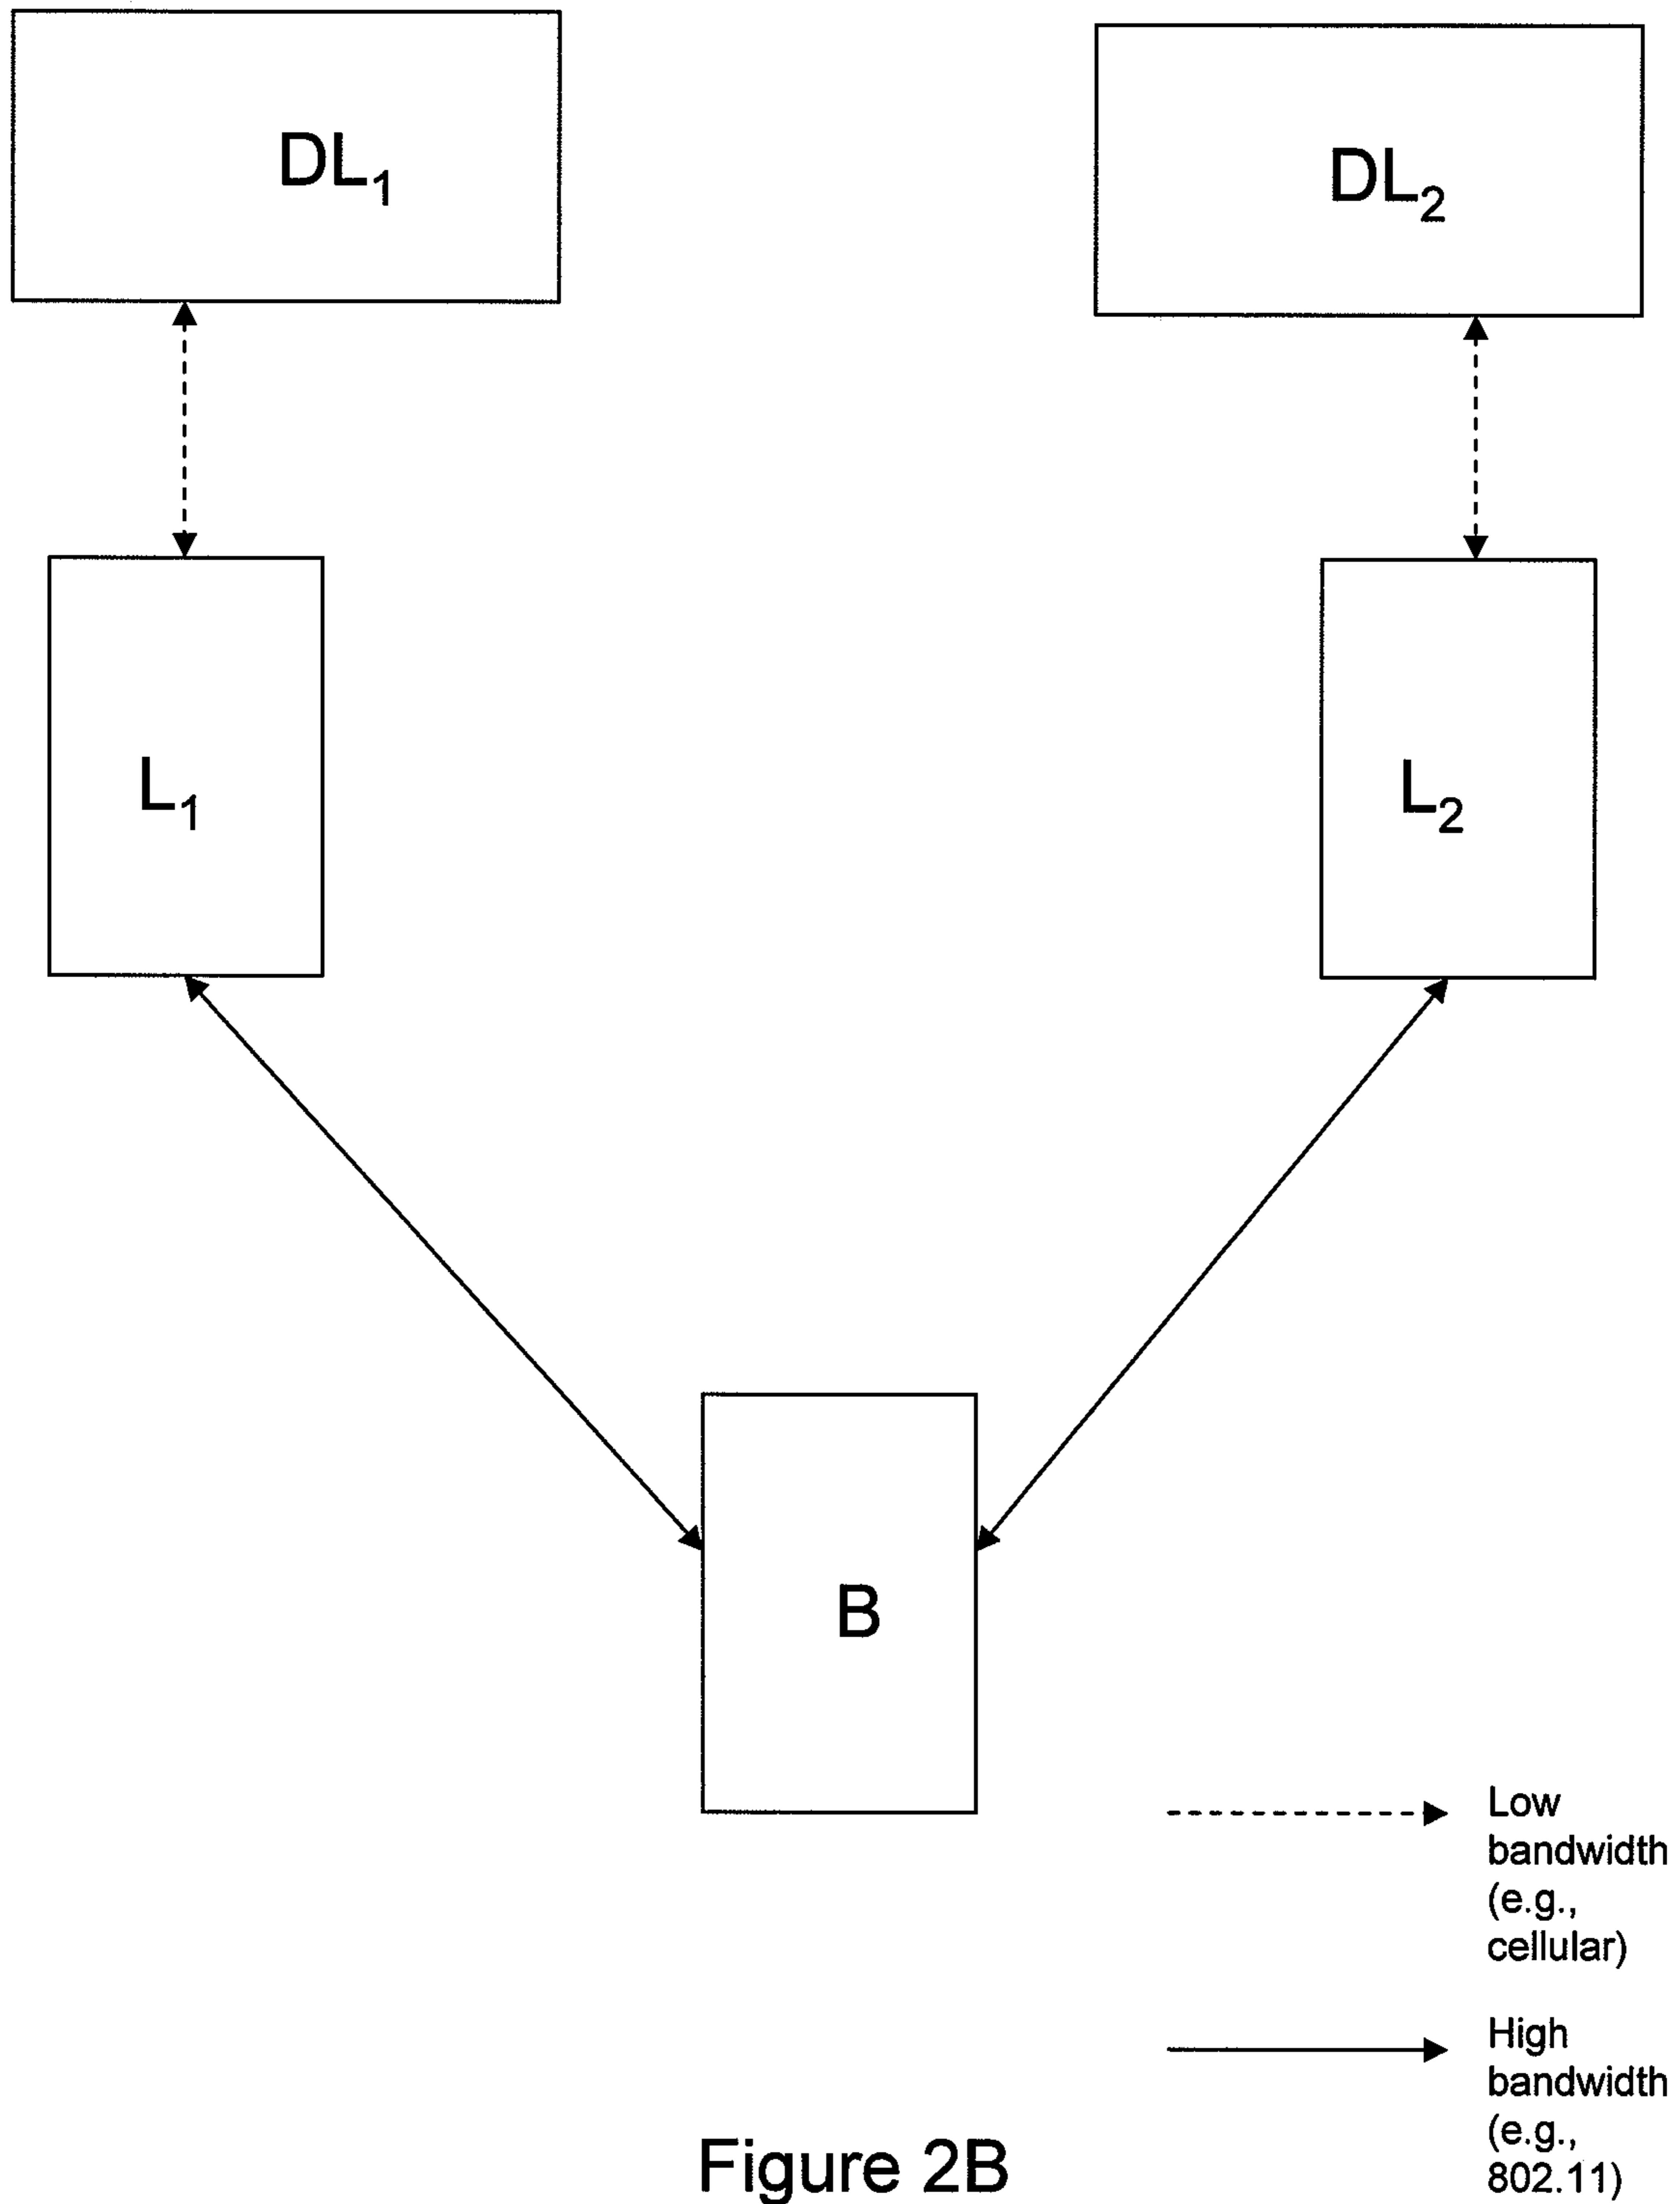 DL₁
DL₂
L₁
L₂
B
Low
bandwidth
(e.g.,
cellular)
High
bandwidth
(e.g.,
802.11)
Figure 2B